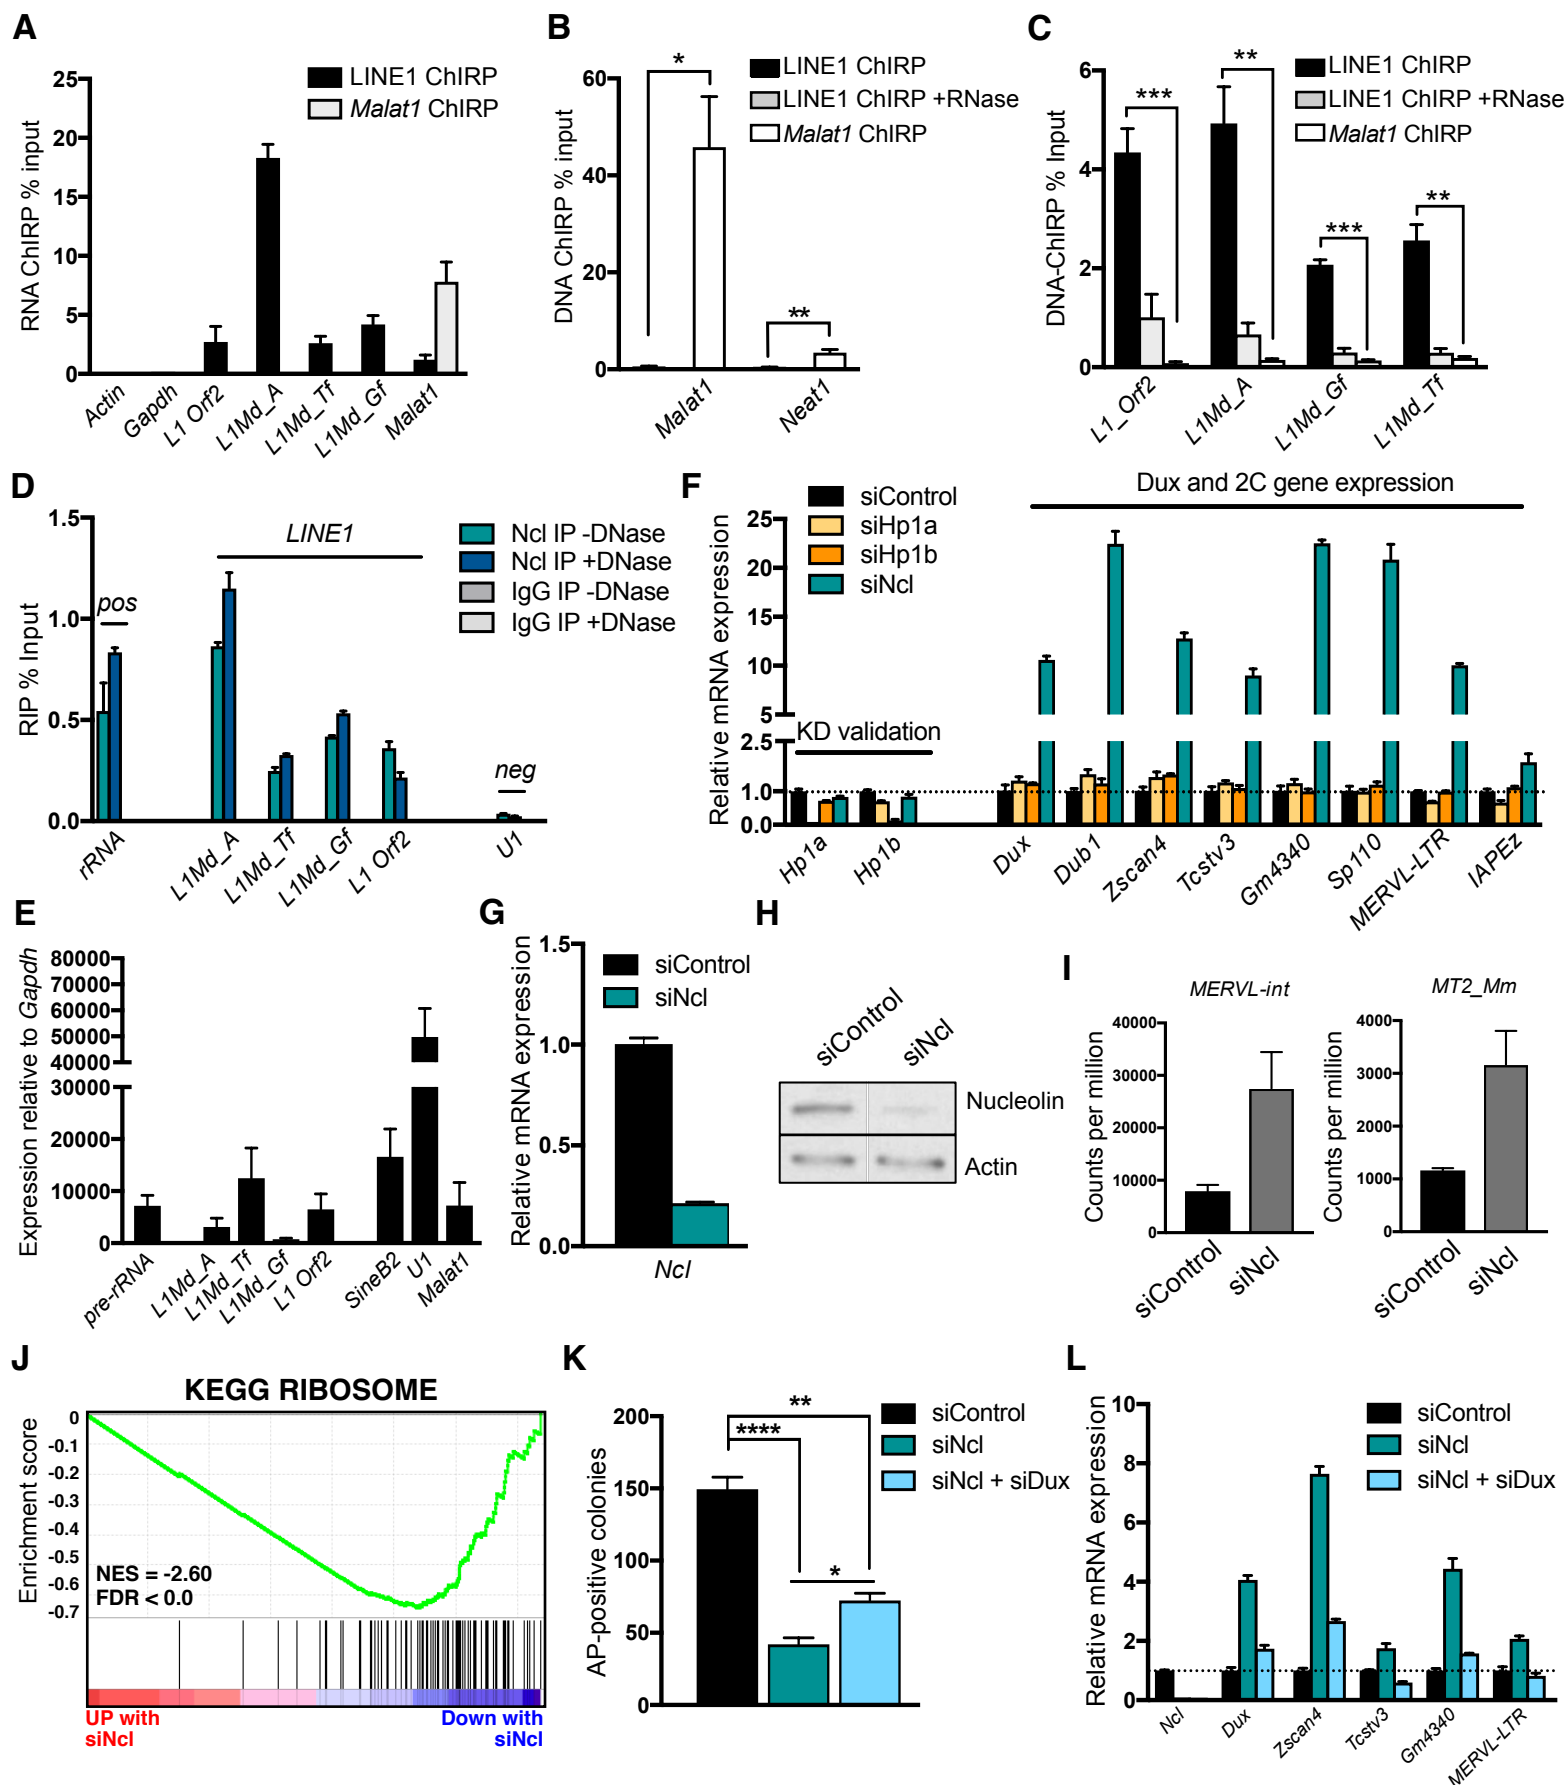 A
25
20
15
10
5
0
RNA ChIRP % input
LINE1 ChIRP
Malat1 ChIRP
Actin
Gapdh
L1 Orf2
L1Md_A
L1Md_Tf
L1Md_Gf
Malat1
B
60
40
20
0
DNA ChIRP % input
*
**
LINE1 ChIRP
LINE1 ChIRP +RNase
Malat1 ChIRP
Malat1
Neat1
C
6
4
2
0
DNA-ChIRP % Input
***
**
***
**
LINE1 ChIRP
LINE1 ChIRP +RNase
Malat1 ChIRP
L1_Orf2
L1Md_A
L1Md_Gf
L1Md_Tf
D
1.5
1.0
0.5
0.0
RIP % Input
pos
LINE1
neg
Ncl IP -DNase
Ncl IP +DNase
IgG IP -DNase
IgG IP +DNase
rRNA
L1Md_A
L1Md_Tf
L1Md_Gf
L1 Orf2
U1
F
siControl
siHp1a
siHp1b
siNcl
Dux and 2C gene expression
25
20
15
10
5
2.5
1.0
0.0
Relative mRNA expression
KD validation
Hp1a
Hp1b
Dux
Dub1
Zscan4
Tcstv3
Gm4340
Sp110
MERVL-LTR
IAPEz
E
80000
70000
60000
50000
40000
30000
20000
10000
0
Expression relative to Gapdh
pre-rRNA
L1Md_A
L1Md_Tf
L1Md_Gf
L1 Orf2
SineB2
U1
Malat1
G
1.5
1.0
0.5
0.0
Relative mRNA expression
siControl
siNcl
Ncl
H
siControl
siNcl
Nucleolin
Actin
I
MERVL-int
40000
30000
20000
10000
0
Counts per million
siControl
siNcl
MT2_Mm
4000
3000
2000
1000
0
Counts per million
siControl
siNcl
J
KEGG RIBOSOME
0
-0.1
-0.2
-0.3
-0.4
-0.5
-0.6
-0.7
Enrichment score
NES = -2.60
FDR < 0.0
UP with
siNcl
Down with
siNcl
K
200
150
100
50
0
AP-positive colonies
**
****
*
siControl
siNcl
siNcl + siDux
L
10
8
6
4
2
0
Relative mRNA expression
siControl
siNcl
siNcl + siDux
Ncl
Dux
Zscan4
Tcstv3
Gm4340
MERVL-LTR